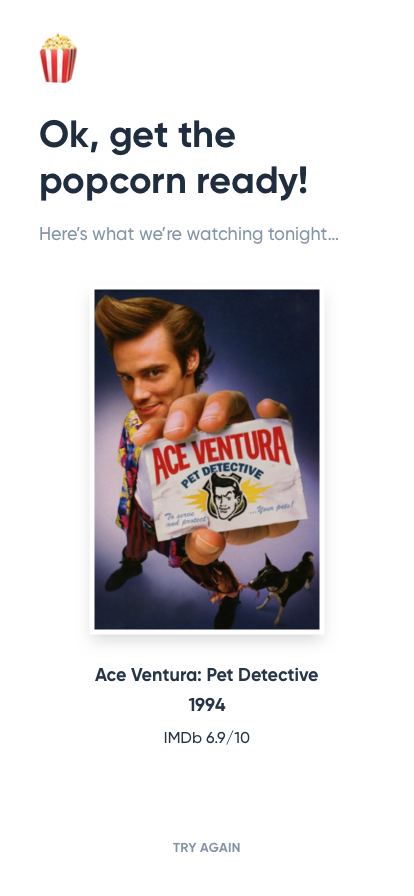 Ok, get the
popcorn ready!
Here’s what we’re watching tonight...
ACE VENTURA
PET DETECTIVE
To serve
and protect
...Your pets!
Ace Ventura: Pet Detective
1994
IMDb 6.9/10
TRY AGAIN